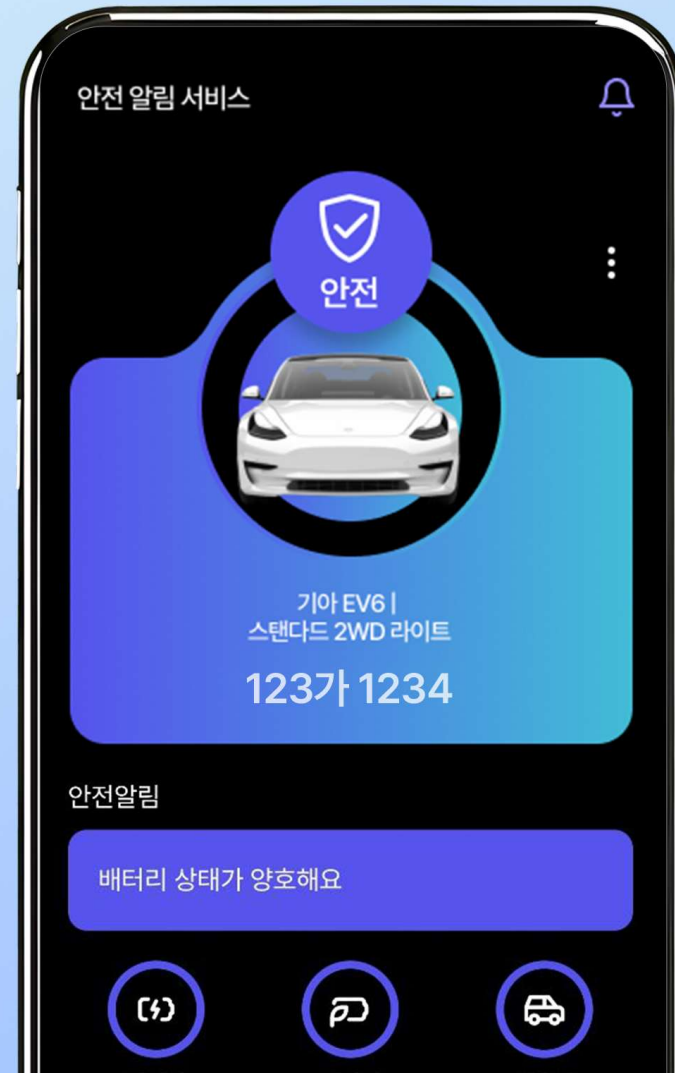 안전 알림 서비스
안전
기아 EV6 |
스탠다드 2WD 라이트
123가 1234
안전알림
배터리 상태가 양호해요